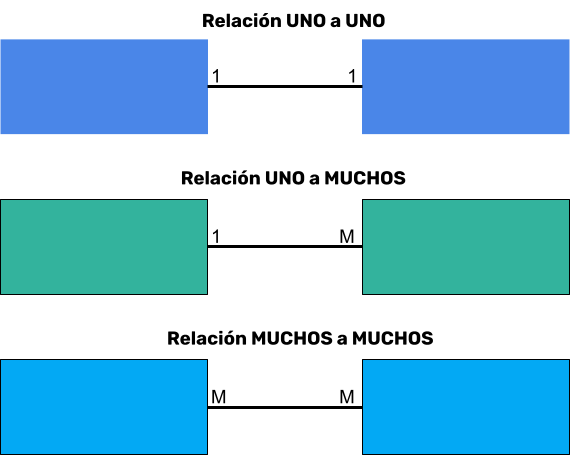 Relación UNO a UNO
1 1
Relación UNO a MUCHOS
1 M
Relación MUCHOS a MUCHOS
M M